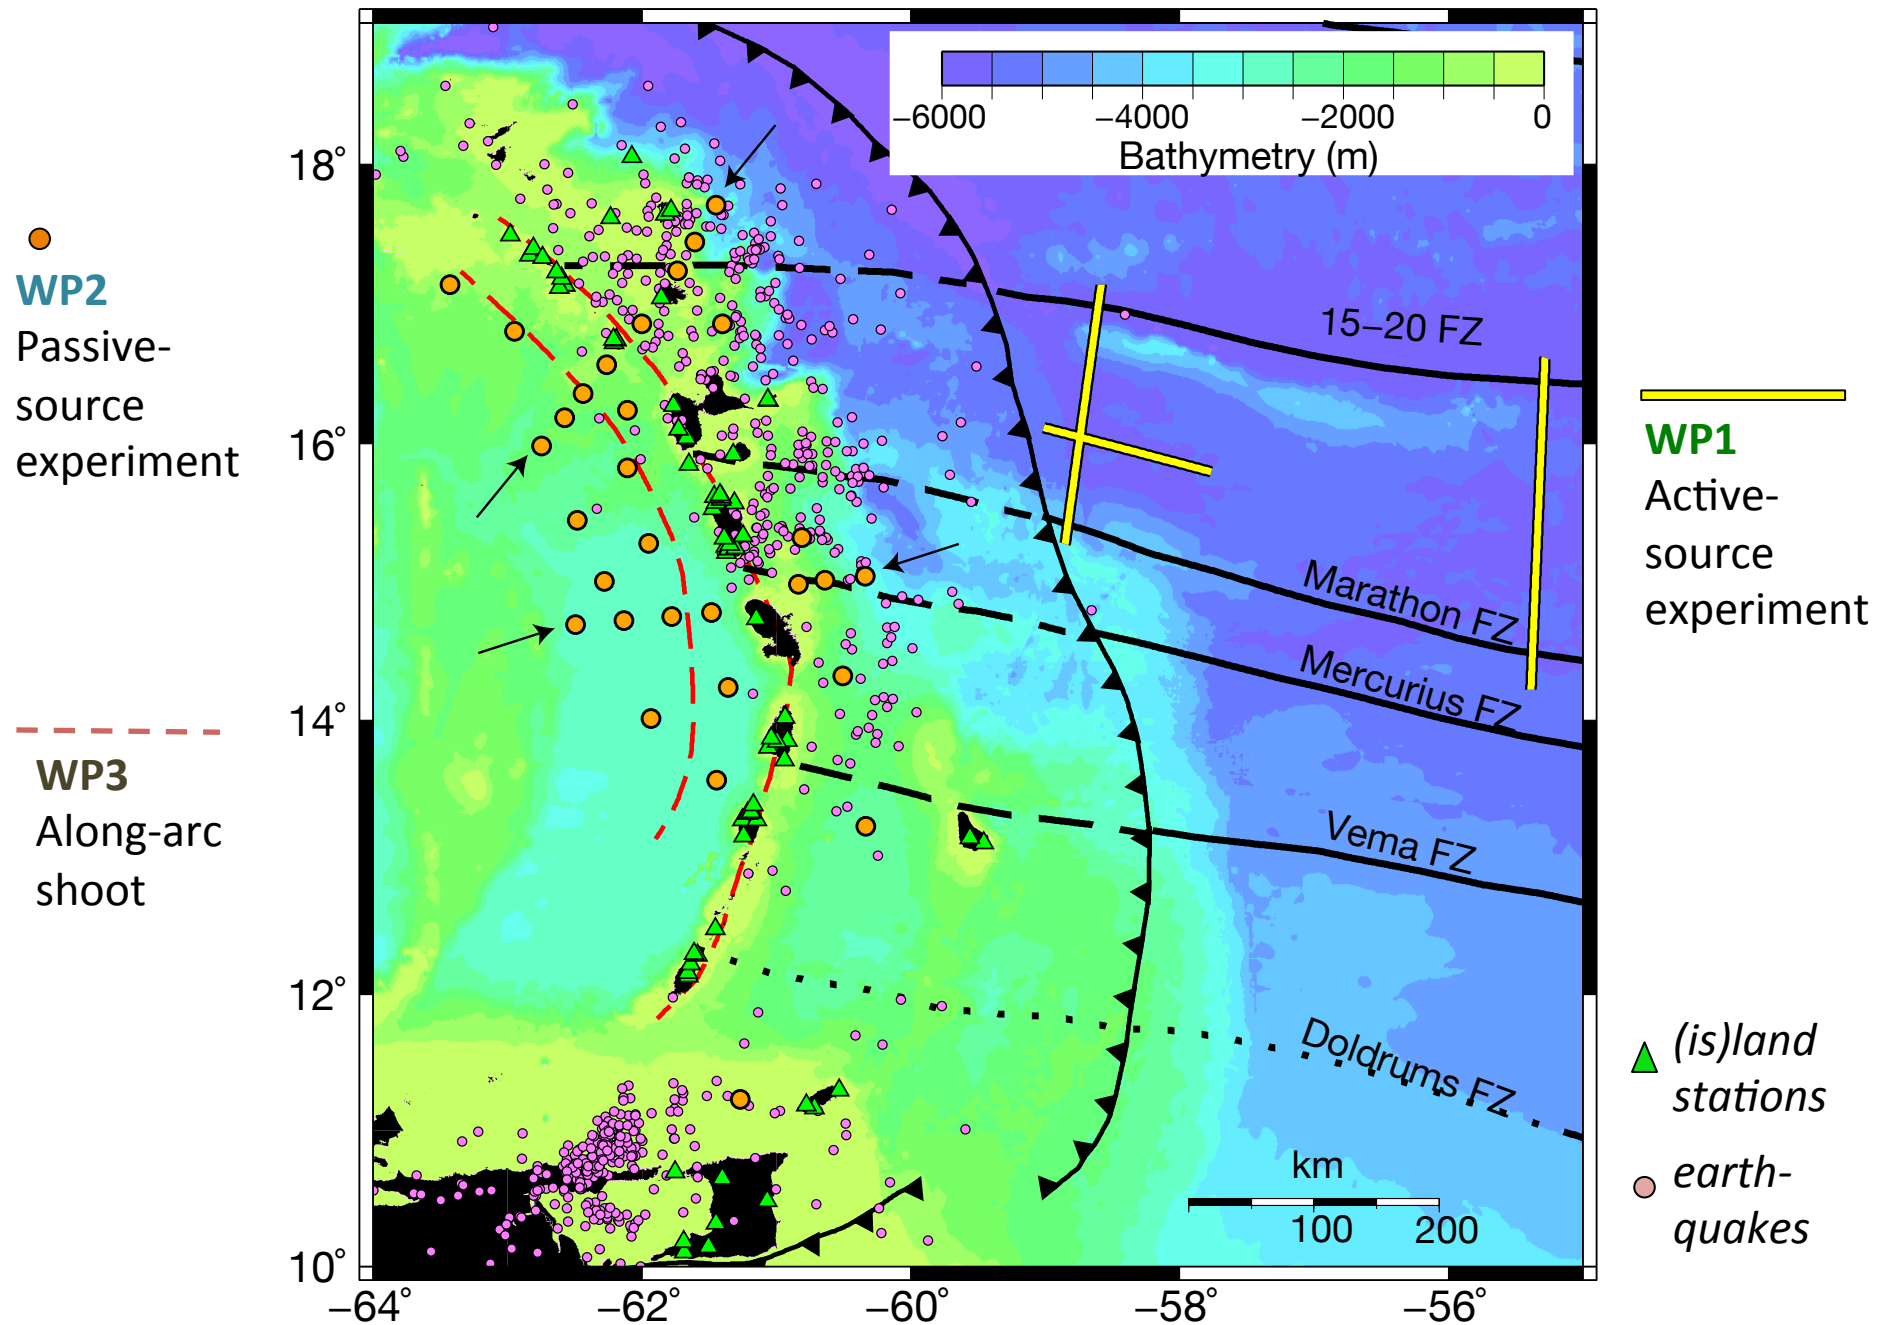 −6000
−4000
−2000
0
Bathymetry (m)
18°
16°
14°
12°
10°
−64°
−62°
−60°
−58°
−56°
WP2
Passive-
source
experiment
WP3
Along-arc
shoot
15−20 FZ
Marathon FZ
Mercurius FZ
Vema FZ
Doldrums FZ
km
100
200
WP1
Active-
source
experiment
(is)land
stations
earth-
quakes